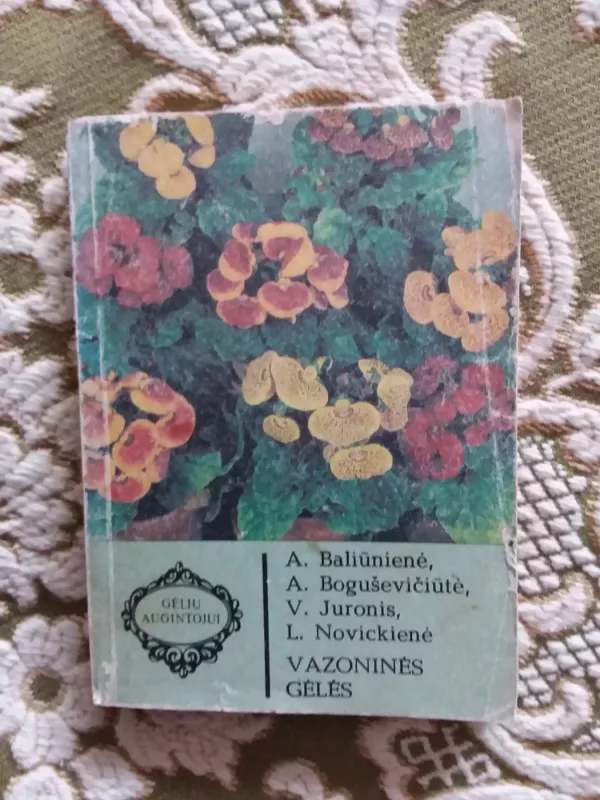 GĖLIŲ
AUGINTOJUI
A. Baliūnienė,
A. Boguševičiūtė,
V. Juronis,
L. Novickienė
VAZONINĖS
GĖLĖS